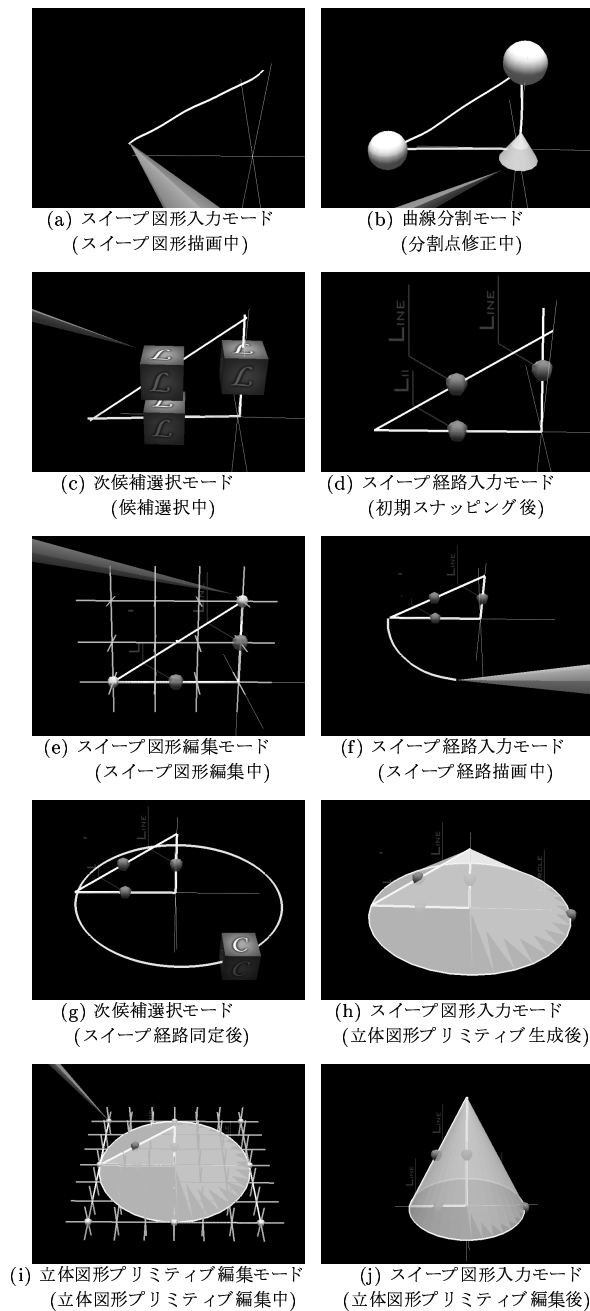 (a) スイープ図形入力モード
(スイープ図形描画中)
(b) 曲線分割モード
(分割点修正中)
L
L
L
L
L
(c) 次候補選択モード
(候補選択中)
LINE
LINE
(d) スイープ経路入力モード
(初期スナッピング後)
(e) スイープ図形編集モード
(スイープ図形編集中)
LINE
(f) スイープ経路入力モード
(スイープ経路描画中)
LINE
C
C
(g) 次候補選択モード
(スイープ経路同定後)
LINE
(h) スイープ図形入力モード
(立体図形プリミティブ生成後)
(i) 立体図形プリミティブ編集モード
(立体図形プリミティブ編集中)
LINE
LINE
(j) スイープ図形入力モード
(立体図形プリミティブ編集後)